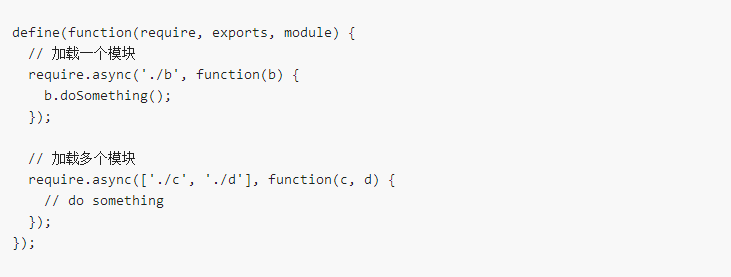 define(function(require, exports, module) {
  // 加载一个模块
  require.async('./b', function(b) {
    b.doSomething();
  });

  // 加载多个模块
  require.async(['./c', './d'], function(c, d) {
    // do something
  });
});